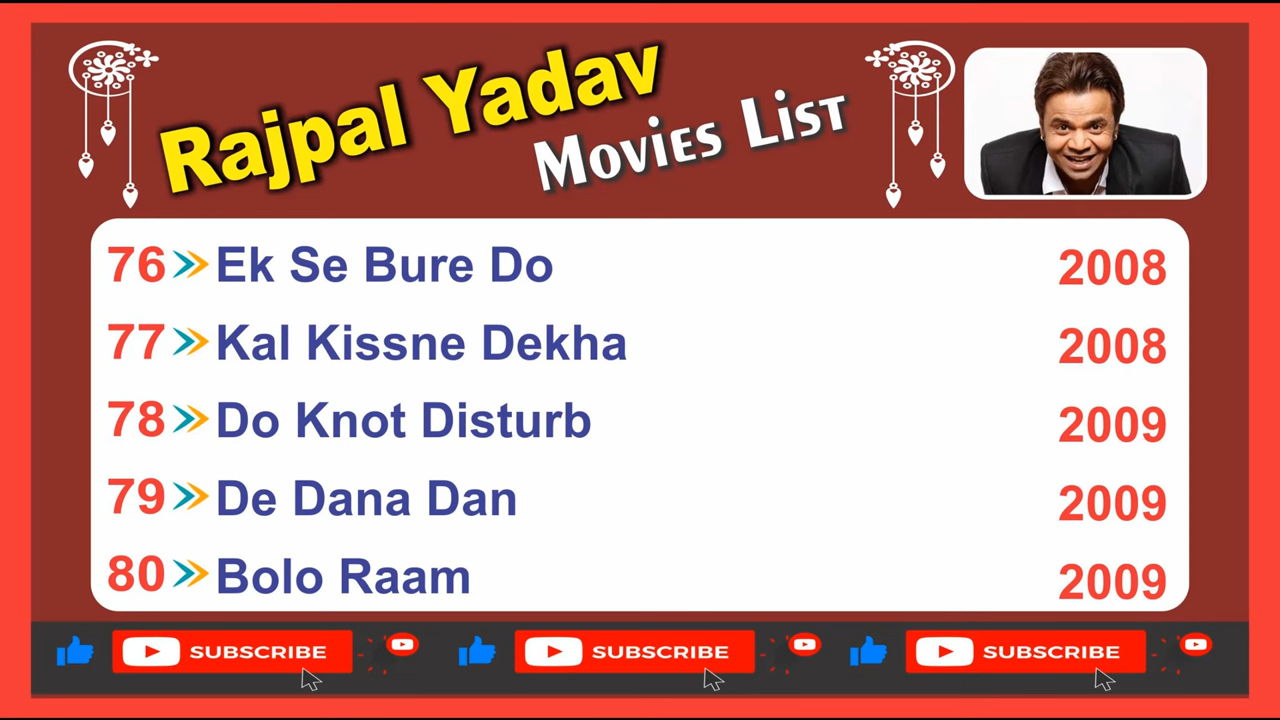 Rajpal Yadav
Movies List
76 Ek Se Bure Do 2008
77 Kal Kissne Dekha 2008
78 Do Knot Disturb 2009
79 De Dana Dan 2009
80 Bolo Raam 2009
SUBSCRIBE SUBSCRIBE SUBSCRIBE